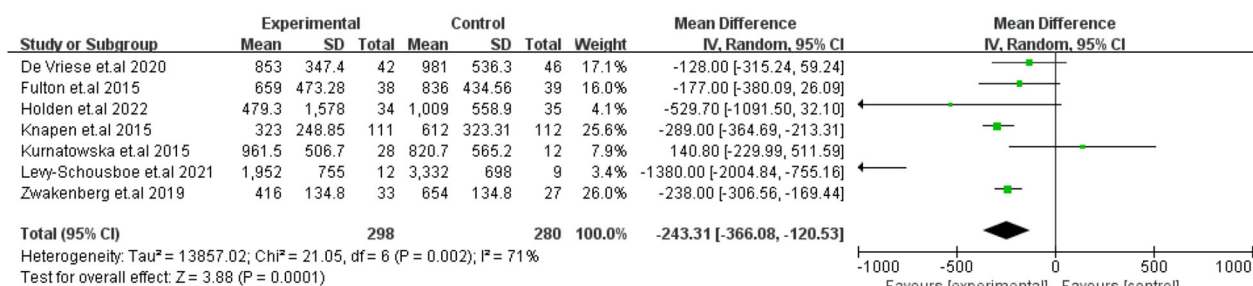 Experimental Control Mean Difference Mean Difference
Study or Subgroup Mean SD Total Mean SD Total Weight IV, Random, 95% CI IV, Random, 95% CI
De Vriese et.al 2020 853 347.4 42 981 536.3 46 17.1% -128.00 [-315.24, 59.24]
Fulton et.al 2015 659 473.28 38 836 434.56 39 16.0% -177.00 [-380.09, 26.09]
Holden et.al 2022 479.3 1,578 34 1,009 558.9 35 4.1% -529.70 [-1091.50, 32.10]
Knapen et.al 2015 323 248.85 111 612 323.31 112 25.6% -289.00 [-364.69, -213.31]
Kurnatowska et.al 2015 961.5 506.7 28 820.7 565.2 12 7.9% 140.80 [-229.99, 511.59]
Levy-Schousboe et.al 2021 1,952 755 12 3,332 698 9 3.4% -1380.00 [-2004.84, -755.16]
Zwakenberg et.al 2019 416 134.8 33 654 134.8 27 26.0% -238.00 [-306.56, -169.44]
Total (95% CI) 298 280 100.0% -243.31 [-366.08, -120.53]
Heterogeneity: Tau² = 13857.02; Chi² = 21.05, df = 6 (P = 0.002); I² = 71%
Test for overall effect: Z = 3.88 (P = 0.0001)
-1000 -500 0 500 1000
Favours [experimental] Favours [control]